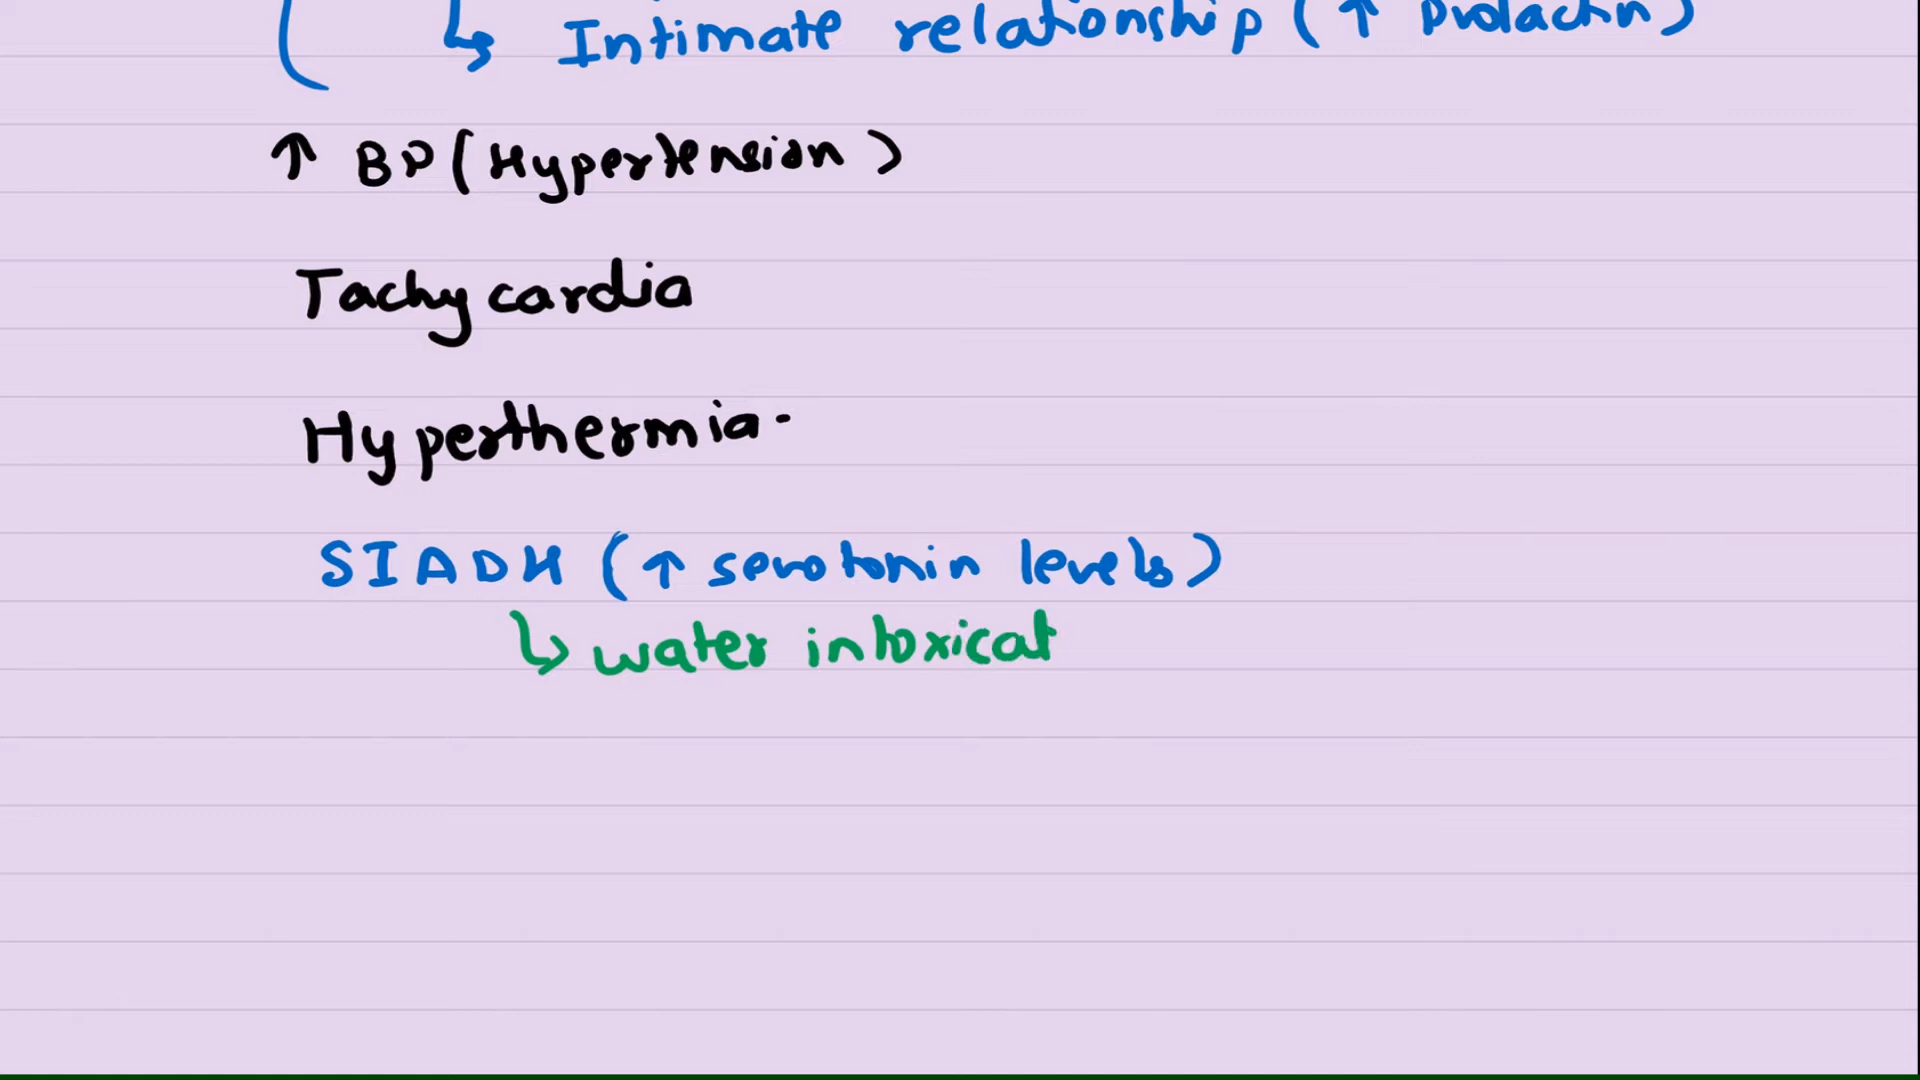 ↳ Intimate relationship (↑ Prolactin)
↑ BP (Hypertension)
Tachycardia
Hyperthermia -
SIADH (↑ serotonin levels)
↳ water intoxicat